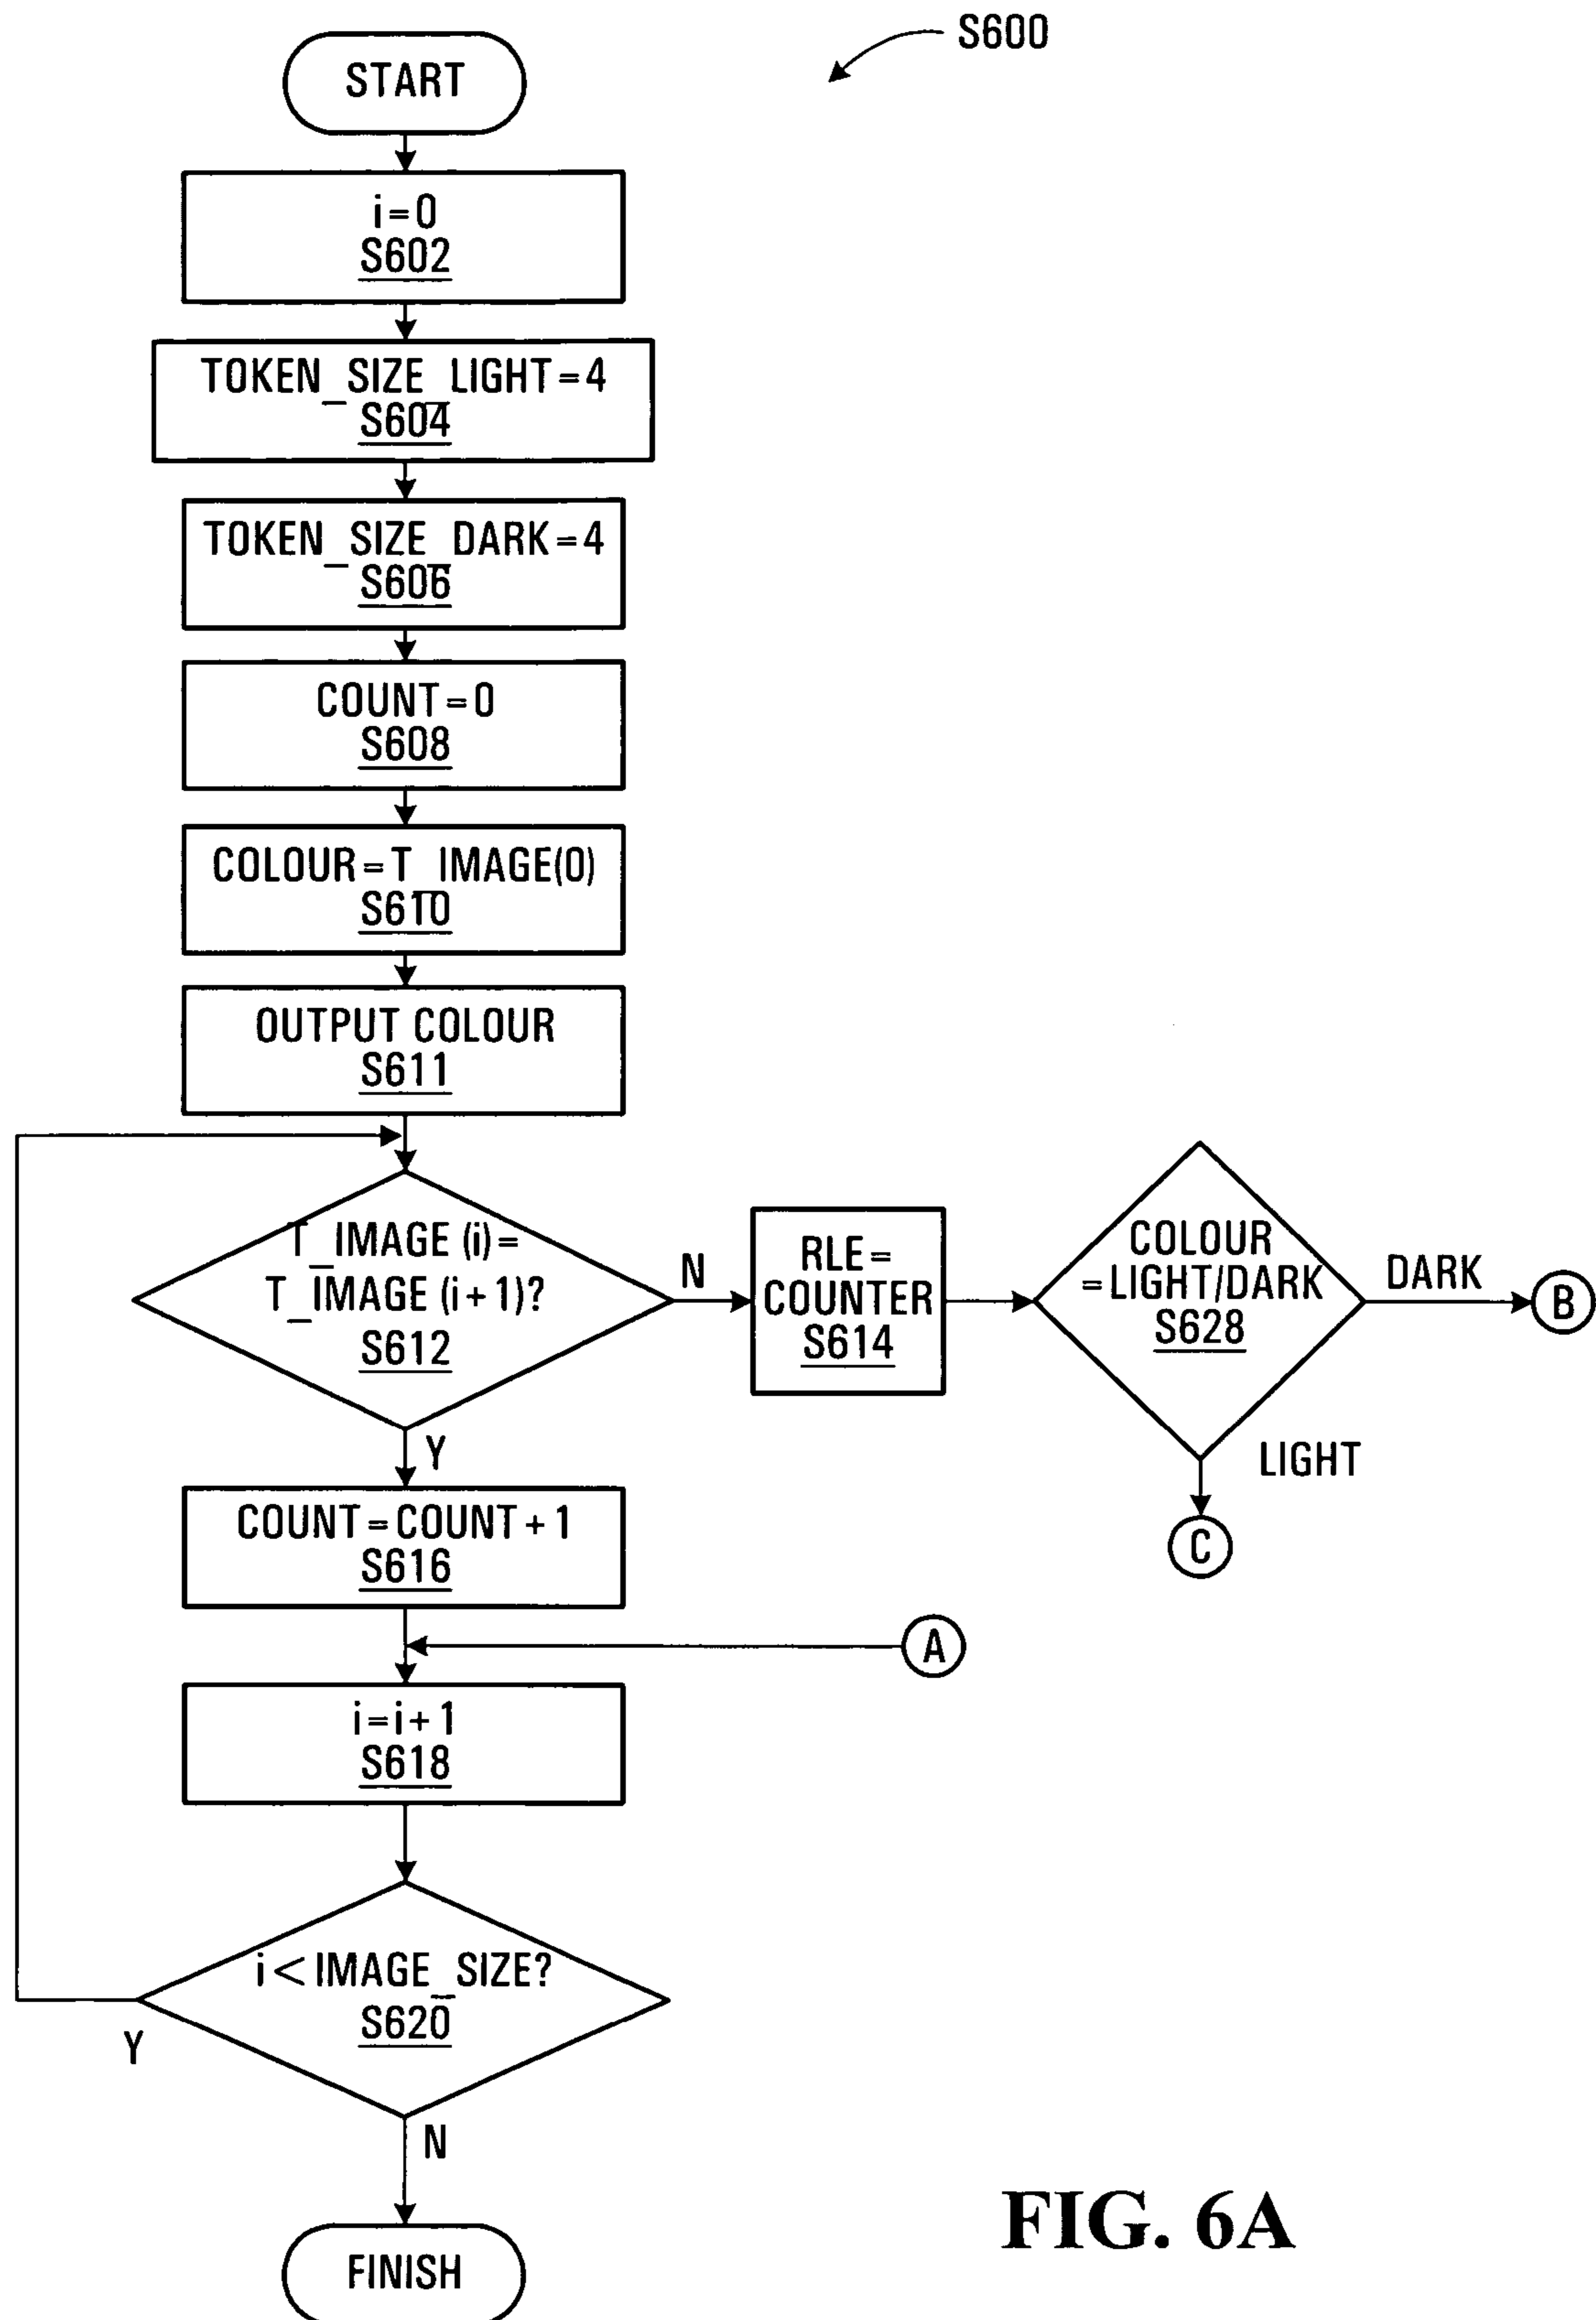 S600
START
i=0
S602
TOKEN_SIZE_LIGHT=4
S604
TOKEN_SIZE_DARK=4
S606
COUNT=0
S608
COLOUR=T_IMAGE(0)
S610
OUTPUT COLOUR
S611
T_IMAGE (i)=
T_IMAGE (i+1)?
S612
N
RLE=
COUNTER
S614
COLOUR
=LIGHT/DARK
S628
DARK
B
LIGHT
C
Y
COUNT=COUNT+1
S616
A
i=i+1
S618
i<IMAGE_SIZE?
S620
Y
N
FINISH
FIG. 6A